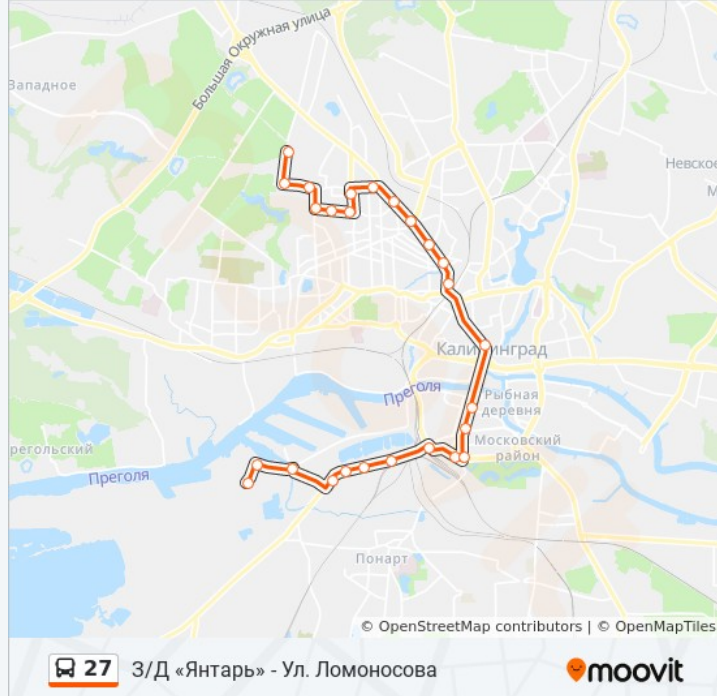 Большая Окружная улица
Западное
Невское
Калининград
Преголя
Рыбная
деревня
Московский
район
регольский
Преголя
Понарт
© OpenStreetMap contributors | © OpenMapTiles
27 З/Д «Янтарь» - Ул. Ломоносова
moovit